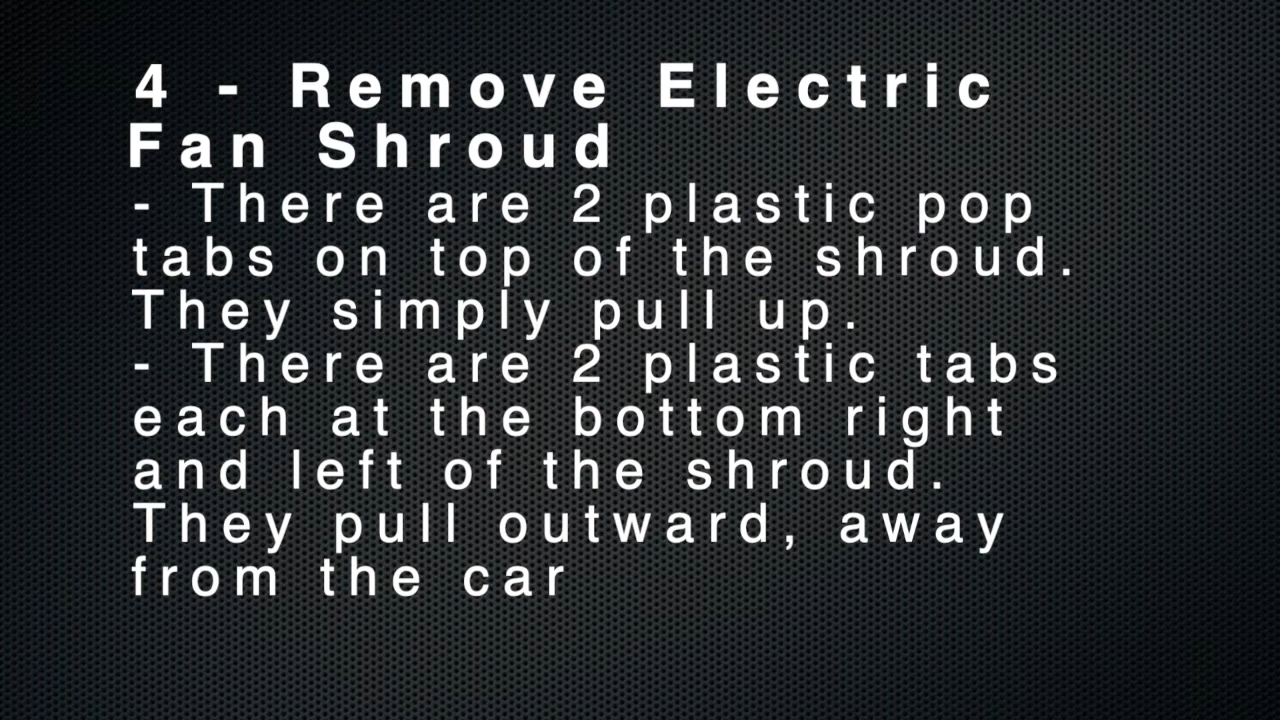 4 - Remove Electric
Fan Shroud
- There are 2 plastic pop
tabs on top of the shroud.
They simply pull up.
- There are 2 plastic tabs
each at the bottom right
and left of the shroud.
They pull outward, away
from the car